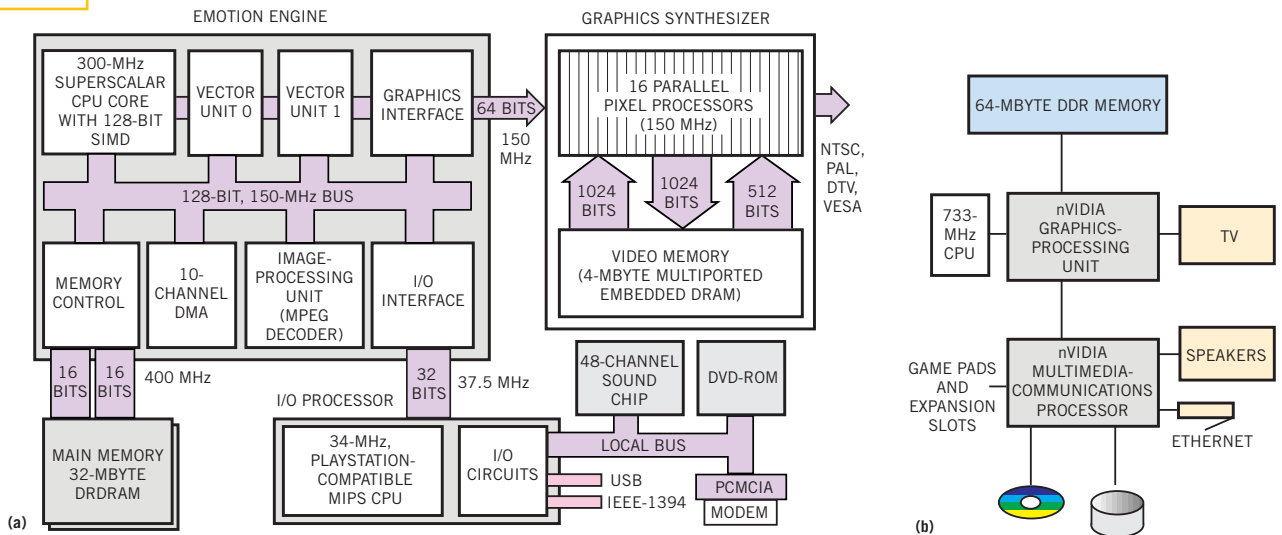 EMOTION ENGINE
300-MHz
SUPERSCALAR
CPU CORE
WITH 128-BIT
SIMD
VECTOR
UNIT 0
VECTOR
UNIT 1
GRAPHICS
INTERFACE
64 BITS
150
MHz
128-BIT, 150-MHz BUS
MEMORY
CONTROL
10-
CHANNEL
DMA
IMAGE-
PROCESSING
UNIT
(MPEG
DECODER)
I/O
INTERFACE
16
BITS
16
BITS
400 MHz
32
BITS
37.5 MHz
MAIN MEMORY
32-MBYTE
DRDRAM
GRAPHICS SYNTHESIZER
16 PARALLEL
PIXEL PROCESSORS
(150 MHz)
1024
BITS
1024
BITS
512
BITS
VIDEO MEMORY
(4-MBYTE MULTIPORTED
EMBEDDED DRAM)
NTSC,
PAL,
DTV,
VESA
I/O PROCESSOR
34-MHz,
PLAYSTATION-
COMPATIBLE
MIPS CPU
I/O
CIRCUITS
48-CHANNEL
SOUND
CHIP
DVD-ROM
LOCAL BUS
USB
IEEE-1394
PCMCIA
MODEM
(a)
64-MBYTE DDR MEMORY
733-
MHz
CPU
nVIDIA
GRAPHICS-
PROCESSING
UNIT
TV
nVIDIA
MULTIMEDIA-
COMMUNICATIONS
PROCESSOR
GAME PADS
AND
EXPANSION
SLOTS
SPEAKERS
ETHERNET
(b)